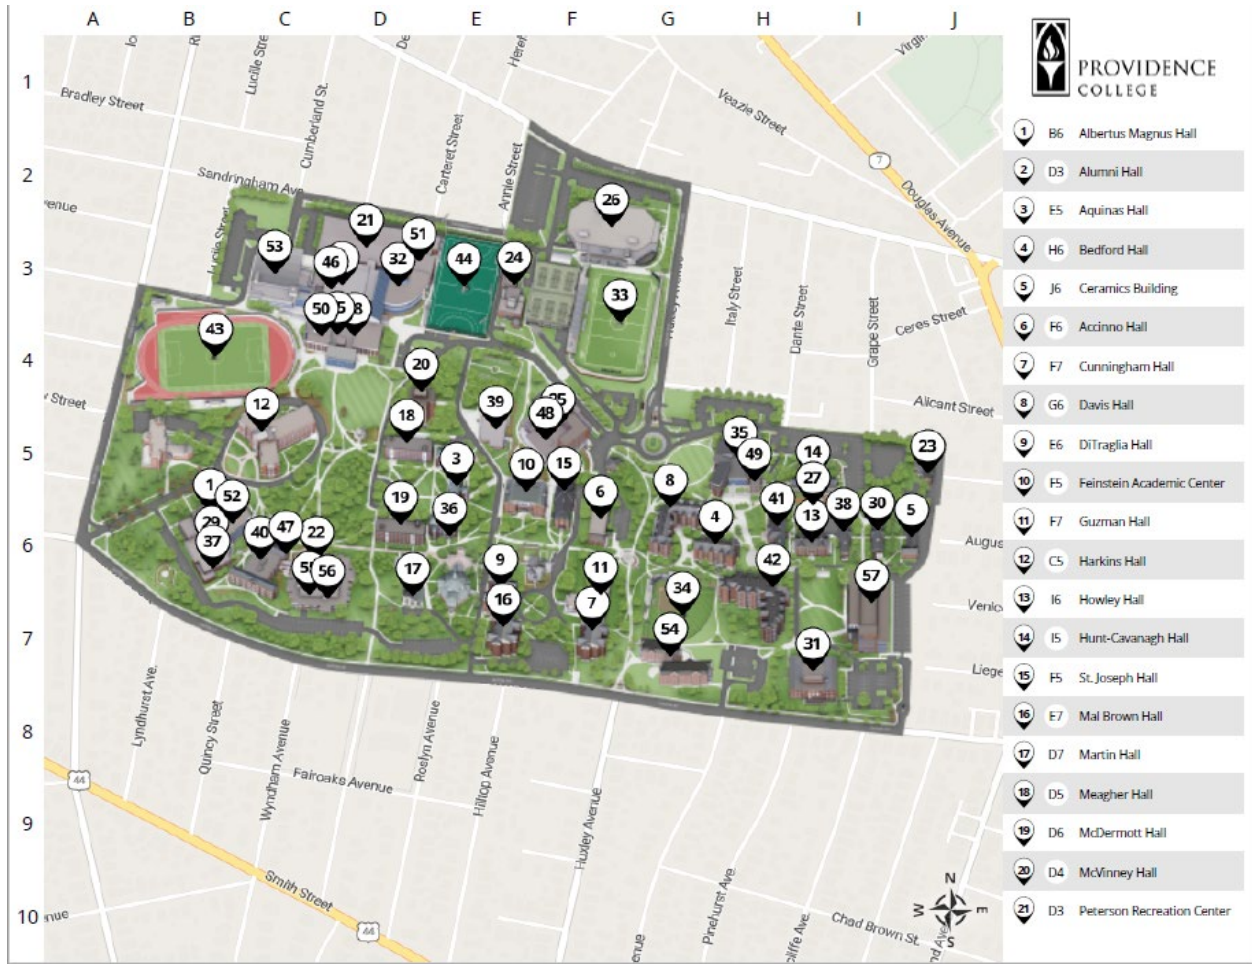 A B C D E F G H I J
1
2
3
4
5
6
7
8
9
10
Bradley Street
Lucille Stre
Cumberland St.
Carteret Street
Annie Street
Veazie Street
7
Douglas Avenue
Sandringham Ave
enue
Italy Street
Dante Street
Grape Street
Ceres Street
Alicant Street
Street
Augus
Liege
Lyndhurst Ave.
Quincy Street
Wyndham Avenue
Fairoaks Avenue
Roslyn Avenue
Hilltop Avenue
Huxley Avenue
Pinehurst Ave
Chad Brown St.
Smith Street
44
44
enue
nue
N
W
S
26
21
51
53
46
32
44
24
33
50
8
43
20
12
39
48
18
35
49
14
23
3
10
15
8
27
1
52
6
19
36
4
41
38
30
5
29
13
37
40
47
22
9
11
42
56
17
57
16
7
34
54
31
PROVIDENCE
COLLEGE
1 B6 Albertus Magnus Hall
2 D3 Alumni Hall
3 E5 Aquinas Hall
4 H6 Bedford Hall
5 J6 Ceramics Building
6 F6 Accinno Hall
7 F7 Cunningham Hall
8 G6 Davis Hall
9 E6 DiTraglia Hall
10 F5 Feinstein Academic Center
11 F7 Guzman Hall
12 C5 Harkins Hall
13 I6 Howley Hall
14 I5 Hunt-Cavanagh Hall
15 F5 St. Joseph Hall
16 E7 Mal Brown Hall
17 D7 Martin Hall
18 D5 Meagher Hall
19 D6 McDermott Hall
20 D4 McVinney Hall
21 D3 Peterson Recreation Center